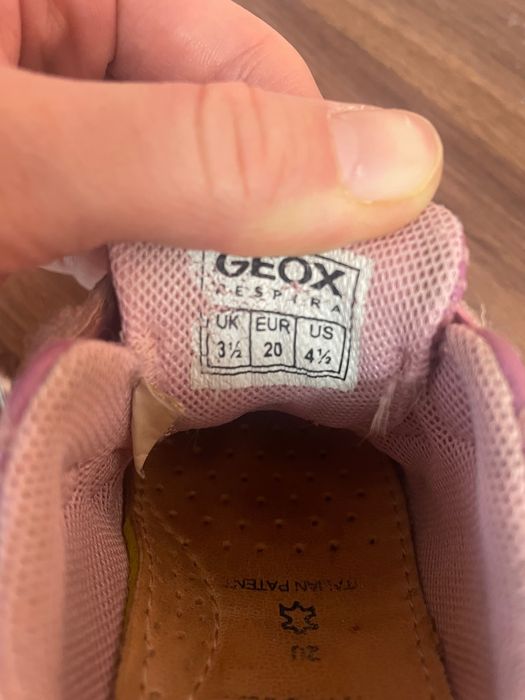 GEOX
RESPIRA
UK EUR US
3½ 20 4½
ITALIAN PATENT
20